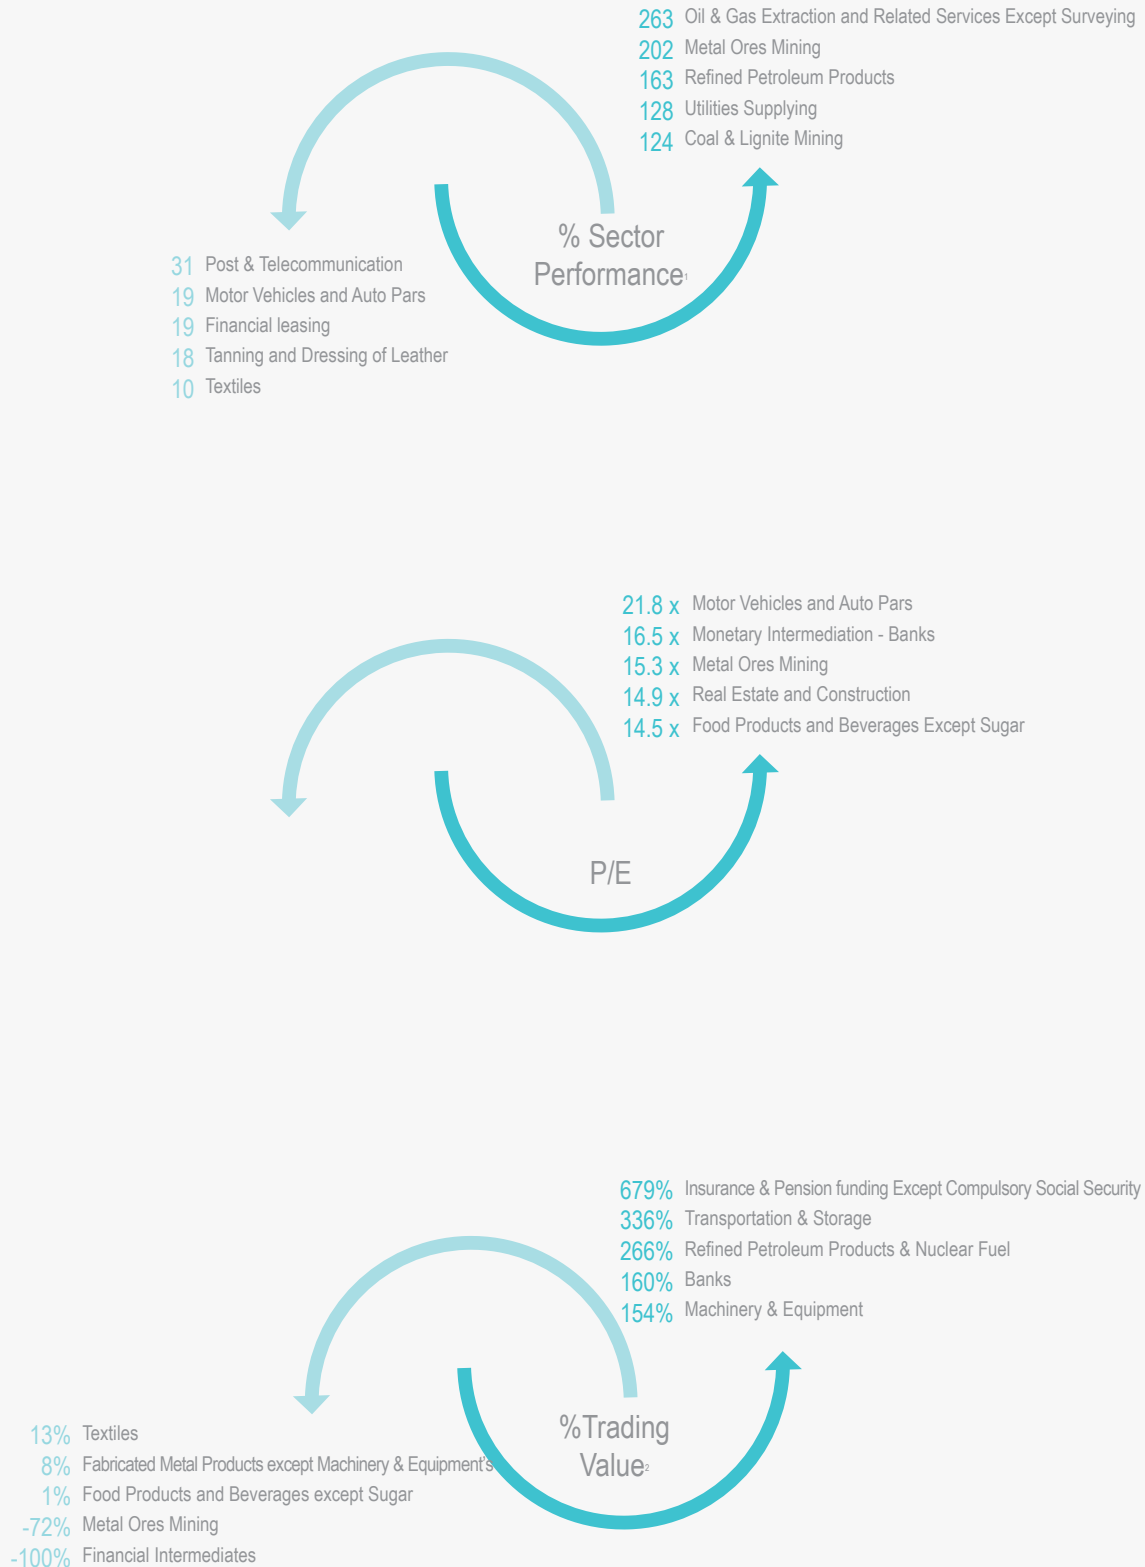 263 Oil & Gas Extraction and Related Services Except Surveying
202 Metal Ores Mining
163 Refined Petroleum Products
128 Utilities Supplying
124 Coal & Lignite Mining
% Sector
Performance1
31 Post & Telecommunication
19 Motor Vehicles and Auto Pars
19 Financial leasing
18 Tanning and Dressing of Leather
10 Textiles
21.8 x Motor Vehicles and Auto Pars
16.5 x Monetary Intermediation - Banks
15.3 x Metal Ores Mining
14.9 x Real Estate and Construction
14.5 x Food Products and Beverages Except Sugar
P/E
679% Insurance & Pension funding Except Compulsory Social Security
336% Transportation & Storage
266% Refined Petroleum Products & Nuclear Fuel
160% Banks
154% Machinery & Equipment
%Trading
Value2
13% Textiles
8% Fabricated Metal Products except Machinery & Equipment's
1% Food Products and Beverages except Sugar
-72% Metal Ores Mining
-100% Financial Intermediates